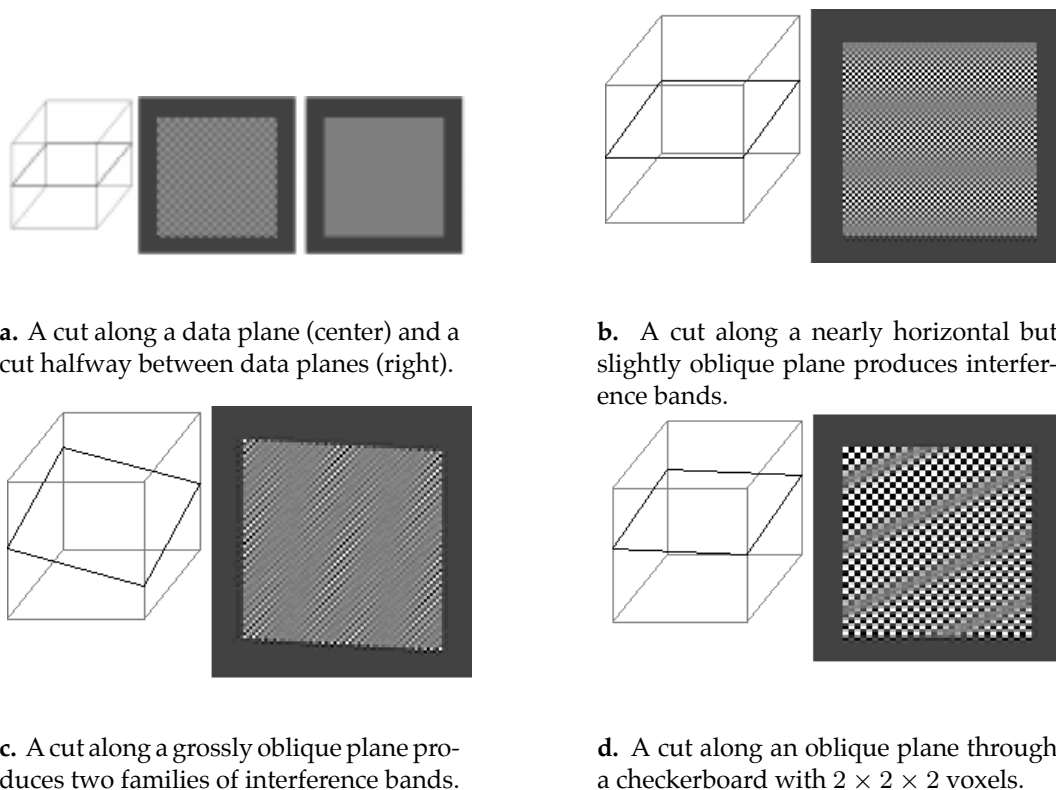 a. A cut along a data plane (center) and a
cut halfway between data planes (right).
b. A cut along a nearly horizontal but
slightly oblique plane produces interfer-
ence bands.
c. A cut along a grossly oblique plane pro-
duces two families of interference bands.
d. A cut along an oblique plane through
a checkerboard with 2 × 2 × 2 voxels.